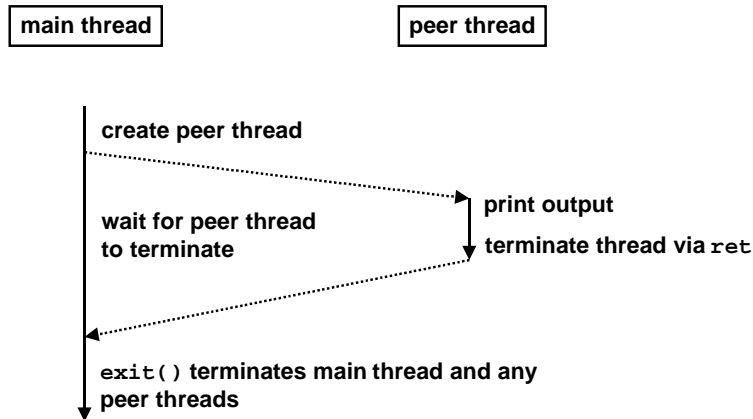 main thread
peer thread
create peer thread
wait for peer thread
to terminate
print output
terminate thread via ret
exit() terminates main thread and any
peer threads